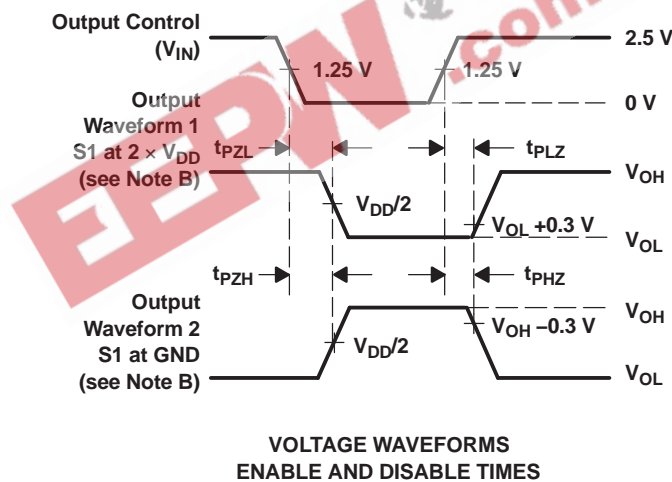 Output Control
(VIN)
2.5 V
1.25 V
1.25 V
0 V
Output
Waveform 1
S1 at 2 × VDD
(see Note B)
tPZL
tPLZ
VOH
VDD/2
VOL +0.3 V
VOL
tPZH
tPHZ
Output
Waveform 2
S1 at GND
(see Note B)
VOH
VOH –0.3 V
VDD/2
VOL
VOLTAGE WAVEFORMS
ENABLE AND DISABLE TIMES
EEPW.com